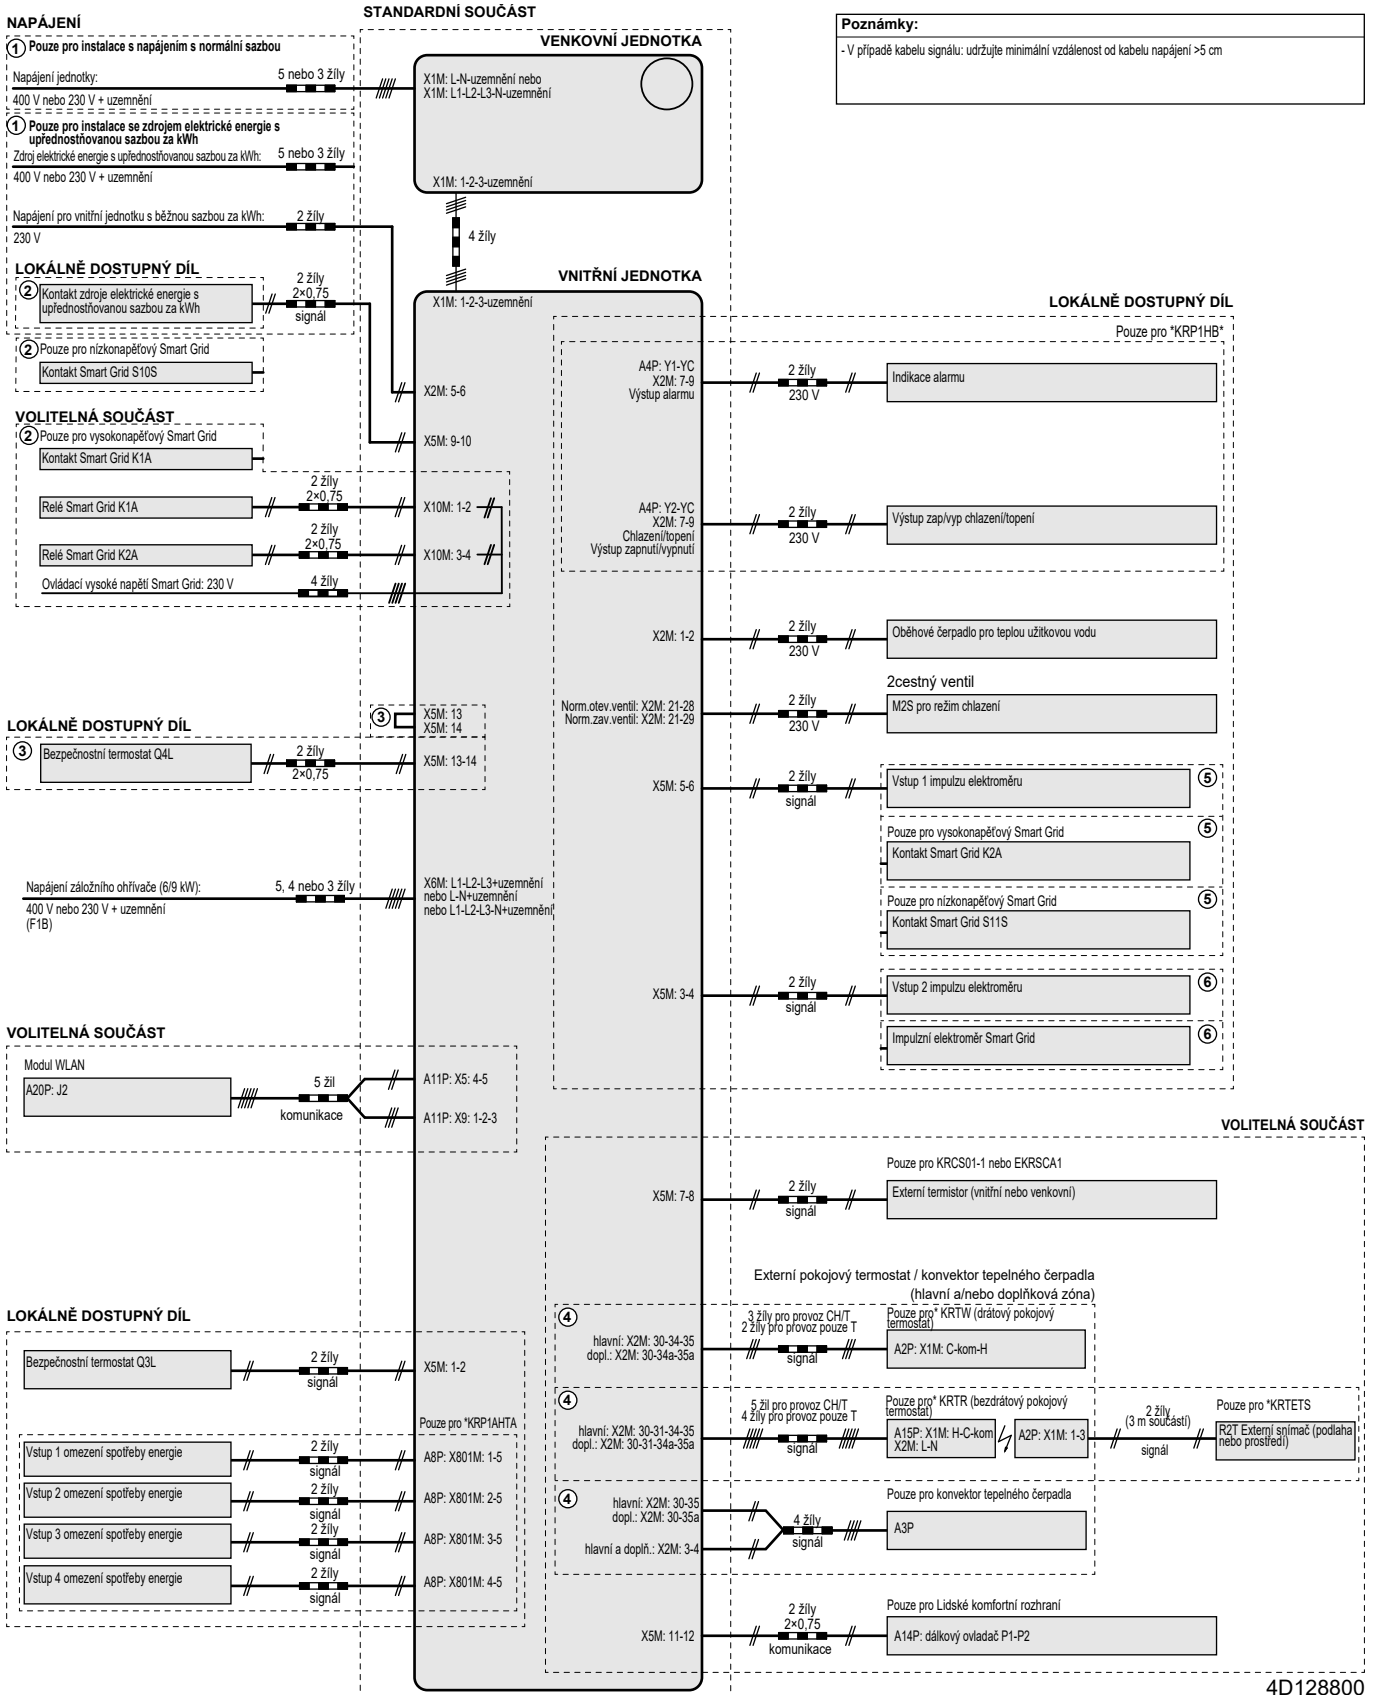 NAPÁJENÍ
1 Pouze pro instalace s napájením s normální sazbou
Napájení jednotky:
5 nebo 3 žíly
400 V nebo 230 V + uzemnění
1 Pouze pro instalace se zdrojem elektrické energie s
upřednostňovanou sazbou za kWh
Zdroj elektrické energie s upřednostňovanou sazbou za kWh:
5 nebo 3 žíly
400 V nebo 230 V + uzemnění
Napájení pro vnitřní jednotku s běžnou sazbou za kWh:
2 žíly
230 V
LOKÁLNĚ DOSTUPNÝ DÍL
2 Kontakt zdroje elektrické energie s
upřednostňovanou sazbou za kWh
2 žíly
2×0,75
signál
2 Pouze pro nízkonapěťový Smart Grid
Kontakt Smart Grid S10S
VOLITELNÁ SOUČÁST
2 Pouze pro vysokonapěťový Smart Grid
Kontakt Smart Grid K1A
Relé Smart Grid K1A
2 žíly
2×0,75
Relé Smart Grid K2A
2 žíly
2×0,75
Ovládací vysoké napětí Smart Grid: 230 V
4 žíly
LOKÁLNĚ DOSTUPNÝ DÍL
3
Bezpečnostní termostat Q4L
2 žíly
2×0,75
Napájení záložního ohřívače (6/9 kW):
5, 4 nebo 3 žíly
400 V nebo 230 V + uzemnění
(F1B)
VOLITELNÁ SOUČÁST
Modul WLAN
A20P: J2
5 žil
komunikace
LOKÁLNĚ DOSTUPNÝ DÍL
Bezpečnostní termostat Q3L
2 žíly
signál
Vstup 1 omezení spotřeby energie
2 žíly
signál
Vstup 2 omezení spotřeby energie
2 žíly
signál
Vstup 3 omezení spotřeby energie
2 žíly
signál
Vstup 4 omezení spotřeby energie
2 žíly
signál
STANDARDNÍ SOUČÁST
VENKOVNÍ JEDNOTKA
X1M: L-N-uzemnění nebo
X1M: L1-L2-L3-N-uzemnění
X1M: 1-2-3-uzemnění
4 žíly
VNITŘNÍ JEDNOTKA
X1M: 1-2-3-uzemnění
X2M: 5-6
X5M: 9-10
X10M: 1-2
X10M: 3-4
3
X5M: 13
X5M: 14
X5M: 13-14
X6M: L1-L2-L3+uzemnění
nebo L-N+uzemnění
nebo L1-L2-L3-N+uzemnění
A11P: X5: 4-5
A11P: X9: 1-2-3
X5M: 1-2
Pouze pro *KRP1AHTA
A8P: X801M: 1-5
A8P: X801M: 2-5
A8P: X801M: 3-5
A8P: X801M: 4-5
Poznámky:
- V případě kabelu signálu: udržujte minimální vzdálenost od kabelu napájení >5 cm
LOKÁLNĚ DOSTUPNÝ DÍL
Pouze pro *KRP1HB*
A4P: Y1-YC
X2M: 7-9
Výstup alarmu
2 žíly
230 V
Indikace alarmu
A4P: Y2-YC
X2M: 7-9
Chlazení/topení
Výstup zapnutí/vypnutí
2 žíly
230 V
Výstup zap/vyp chlazení/topení
X2M: 1-2
2 žíly
230 V
Oběhové čerpadlo pro teplou užitkovou vodu
2cestný ventil
Norm.otev.ventil: X2M: 21-28
Norm.zav.ventil: X2M: 21-29
2 žíly
230 V
M2S pro režim chlazení
X5M: 5-6
2 žíly
signál
Vstup 1 impulzu elektroměru
5
Pouze pro vysokonapěťový Smart Grid
5
Kontakt Smart Grid K2A
Pouze pro nízkonapěťový Smart Grid
5
Kontakt Smart Grid S11S
X5M: 3-4
2 žíly
signál
Vstup 2 impulzu elektroměru
6
Impulzní elektroměr Smart Grid
6
VOLITELNÁ SOUČÁST
Pouze pro KRCS01-1 nebo EKRSCA1
X5M: 7-8
2 žíly
signál
Externí termistor (vnitřní nebo venkovní)
Externí pokojový termostat / konvektor tepelného čerpadla
(hlavní a/nebo doplňková zóna)
4
hlavní: X2M: 30-34-35
dopl.: X2M: 30-34a-35a
3 žíly pro provoz CH/T
2 žíly pro provoz pouze T
signál
Pouze pro* KRTW (drátový pokojový
termostat)
A2P: X1M: C-kom-H
4
hlavní: X2M: 30-31-34-35
dopl.: X2M: 30-31-34a-35a
5 žil pro provoz CH/T
4 žíly pro provoz pouze T
signál
Pouze pro* KRTR (bezdrátový pokojový
termostat)
A15P: X1M: H-C-kom
X2M: L-N
A2P: X1M: 1-3
2 žíly
(3 m součástí)
signál
Pouze pro *KRTETS
R2T Externí snímač (podlaha
nebo prostředí)
4
hlavní: X2M: 30-35
dopl.: X2M: 30-35a
hlavní a doplň.: X2M: 3-4
4 žíly
signál
Pouze pro konvektor tepelného čerpadla
A3P
X5M: 11-12
2 žíly
2×0,75
komunikace
Pouze pro Lidské komfortní rozhraní
A14P: dálkový ovladač P1-P2
4D128800